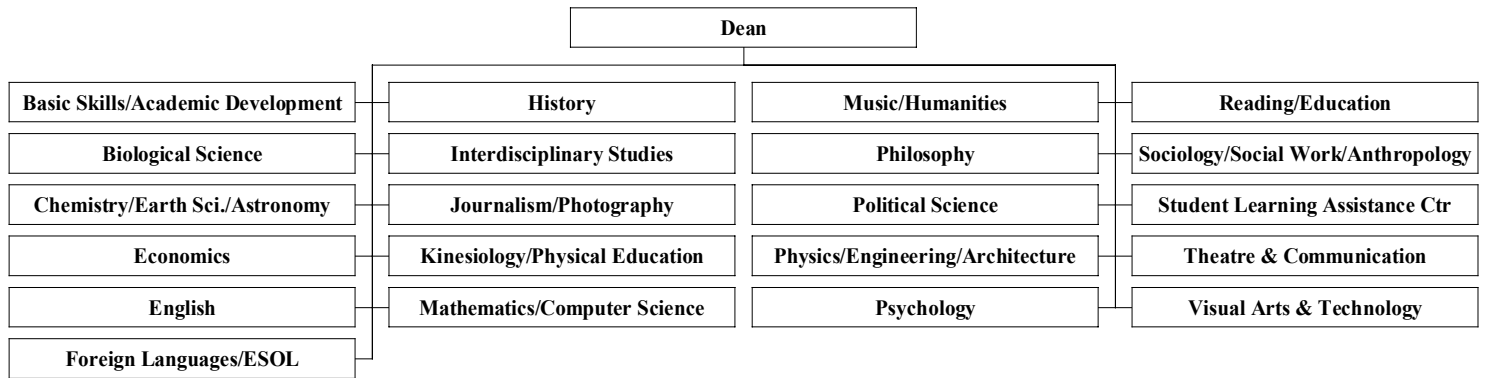 Dean
Basic Skills/Academic Development
History
Music/Humanities
Reading/Education
Biological Science
Interdisciplinary Studies
Philosophy
Sociology/Social Work/Anthropology
Chemistry/Earth Sci./Astronomy
Journalism/Photography
Political Science
Student Learning Assistance Ctr
Economics
Kinesiology/Physical Education
Physics/Engineering/Architecture
Theatre & Communication
English
Mathematics/Computer Science
Psychology
Visual Arts & Technology
Foreign Languages/ESOL